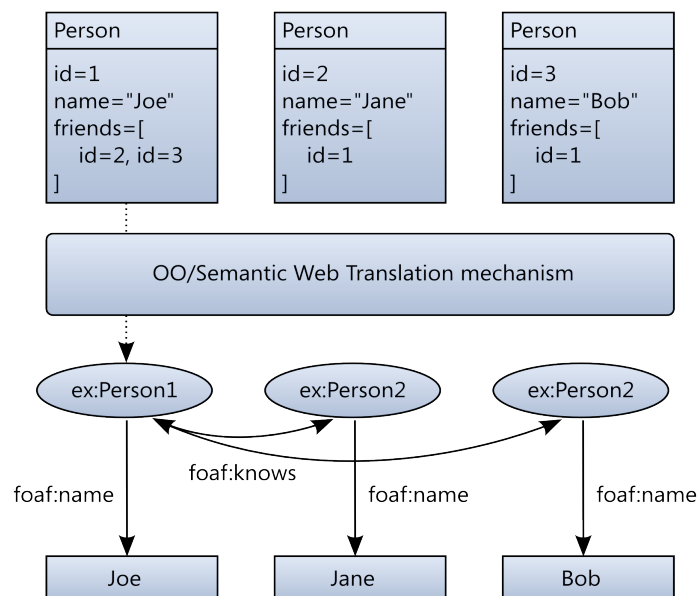 Person
id=1
name="Joe"
friends=[
id=2, id=3
]
Person
id=2
name="Jane"
friends=[
id=1
]
Person
id=3
name="Bob"
friends=[
id=1
]
OO/Semantic Web Translation mechanism
ex:Person1
ex:Person2
ex:Person2
foaf:knows
foaf:name
foaf:name
foaf:name
Joe
Jane
Bob